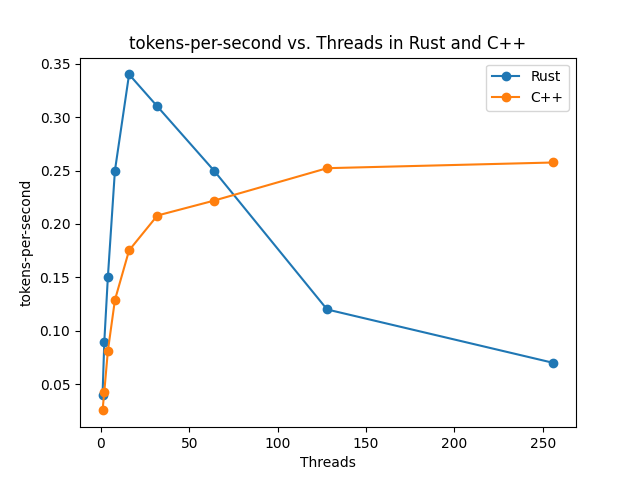 tokens-per-second vs. Threads in Rust and C++
Rust
C++
tokens-per-second
0.35
0.30
0.25
0.20
0.15
0.10
0.05
0
50
100
150
200
250
Threads